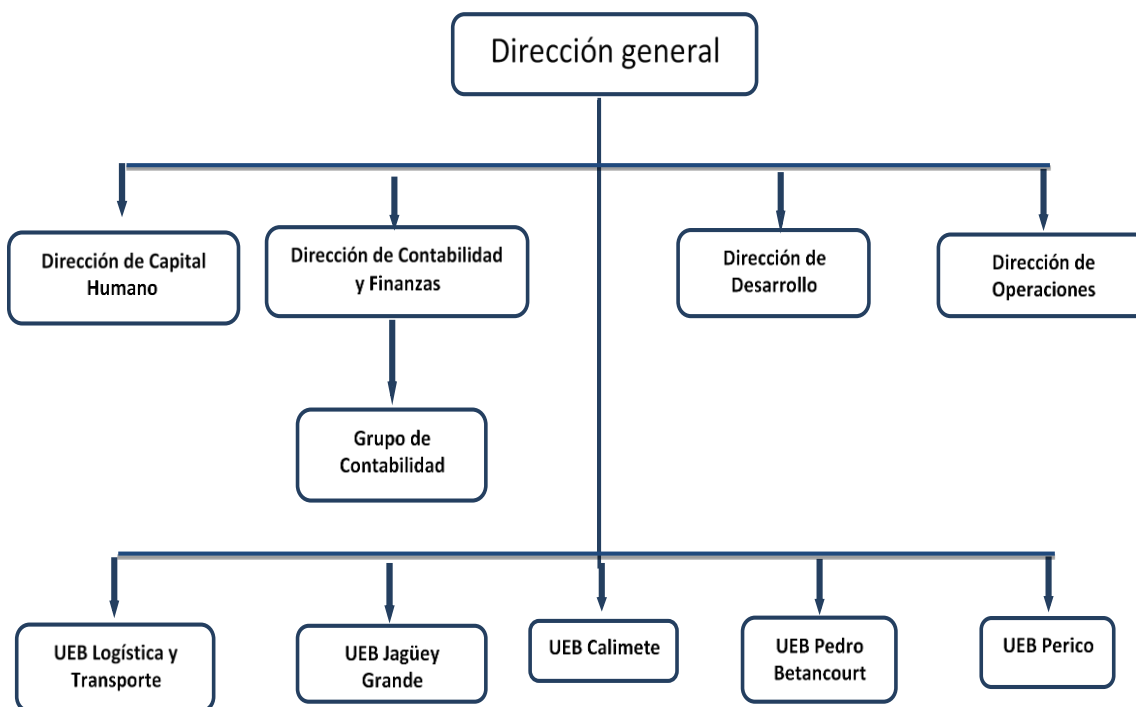 Dirección general
Dirección de Capital
Humano
Dirección de Contabilidad
y Finanzas
Dirección de
Desarrollo
Dirección de
Operaciones
Grupo de
Contabilidad
UEB Logística y
Transporte
UEB Jagüey
Grande
UEB Calimete
UEB Pedro
Betancourt
UEB Perico